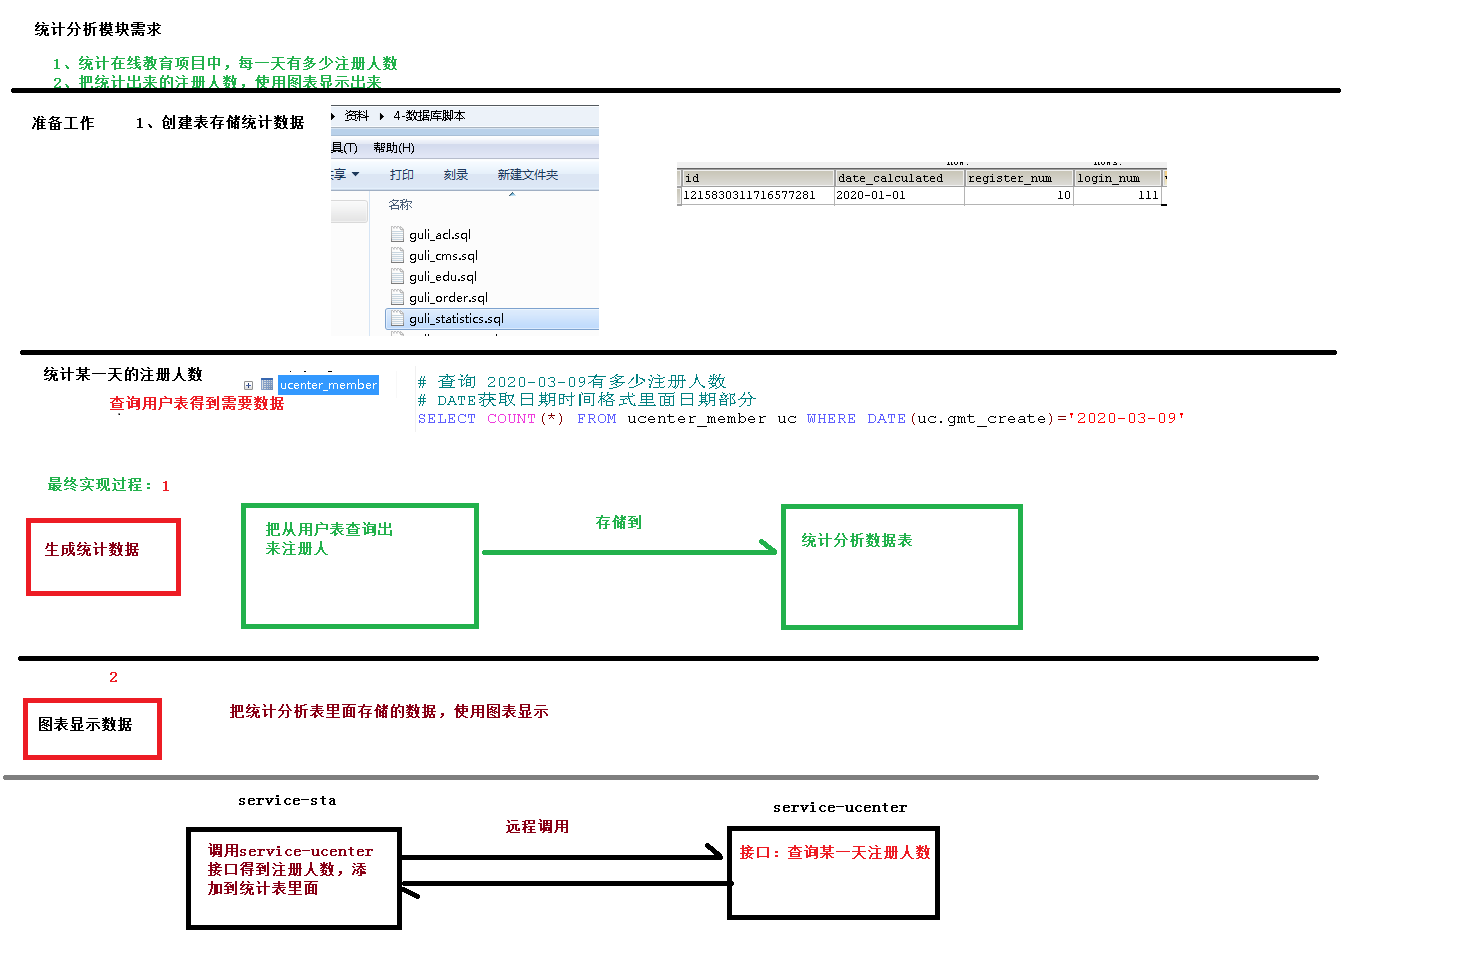 统计分析模块需求
1、统计在线教育项目中，每一天有多少注册人数
2、把统计出来的注册人数，使用图表显示出来
准备工作
1、创建表存储统计数据
资料
4-数据库脚本
具(T) 帮助(H)
享 打印 刻录 新建文件夹
名称
guli_acl.sql
guli_cms.sql
guli_edu.sql
guli_order.sql
guli_statistics.sql
id date_calculated register_num login_num
1215830311716577281 2020-01-01 10 111
统计某一天的注册人数
查询用户表得到需要数据
ucenter_member
# 查询 2020-03-09有多少注册人数
# DATE获取日期时间格式里面日期部分
SELECT COUNT(*) FROM ucenter_member uc WHERE DATE(uc.gmt_create)='2020-03-09'
最终实现过程：1
生成统计数据
把从用户表查询出
来注册人
存储到
统计分析数据表
2
图表显示数据
把统计分析表里面存储的数据，使用图表显示
service-sta
调用service-ucenter
接口得到注册人数，添
加到统计表里面
远程调用
service-ucenter
接口：查询某一天注册人数